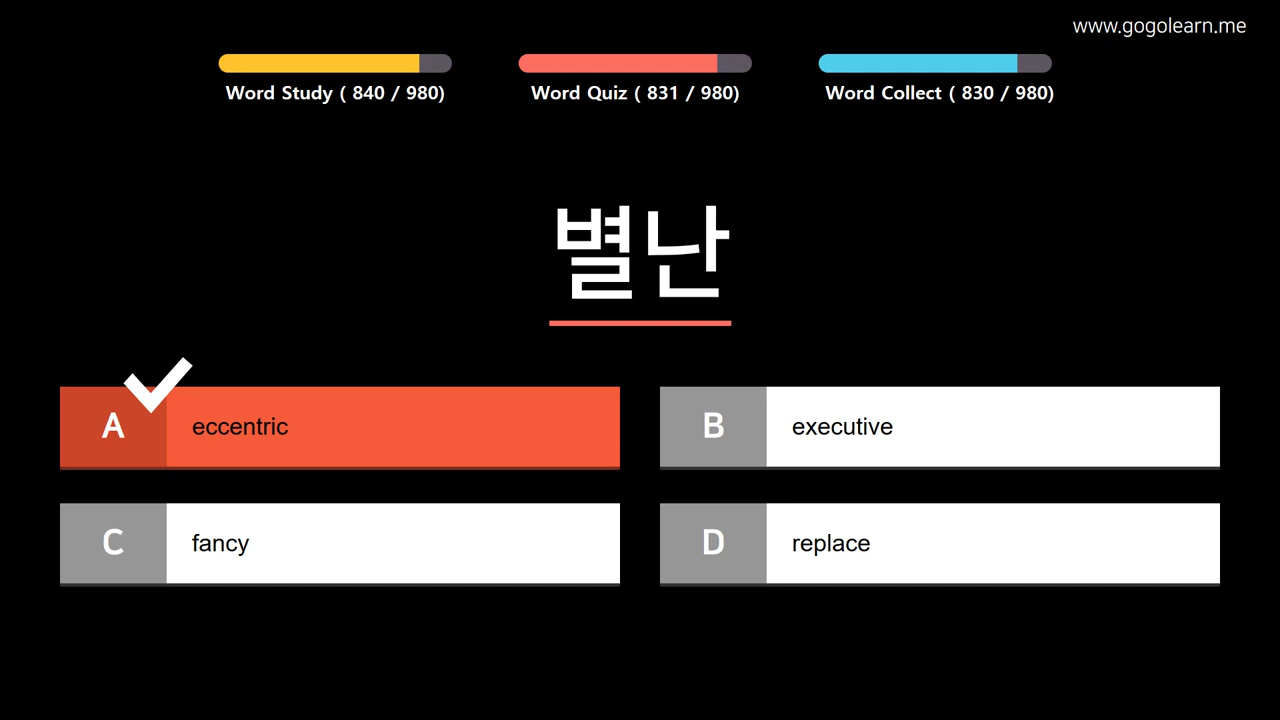 www.gogolearn.me
Word Study ( 840 / 980)
Word Quiz ( 831 / 980)
Word Collect ( 830 / 980)
별난
A eccentric
B executive
C fancy
D replace